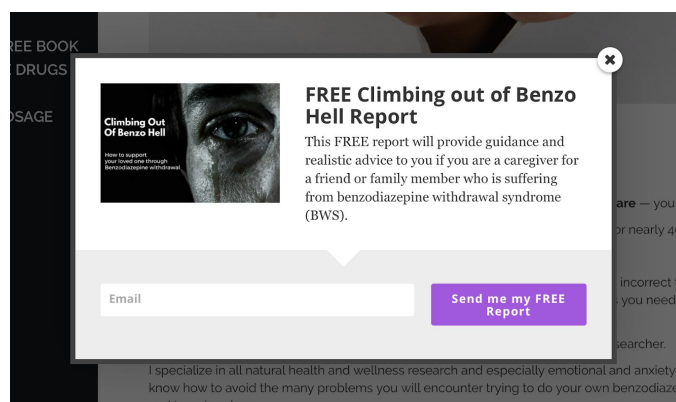 REE BOOK
DRUGS
OSAGE
Climbing Out
Of Benzo Hell
How to support
your loved one through
Benzodiazepine withdrawal
FREE Climbing out of Benzo
Hell Report
This FREE report will provide guidance and
realistic advice to you if you are a caregiver for
a friend or family member who is suffering
from benzodiazepine withdrawal syndrome
(BWS).
Email
Send me my FREE
Report
are — you
or nearly 4
incorrect
you need
searcher.
I specialize in all natural health and wellness research and especially emotional and anxiety
know how to avoid the many problems you will encounter trying to do your own benzodiaze